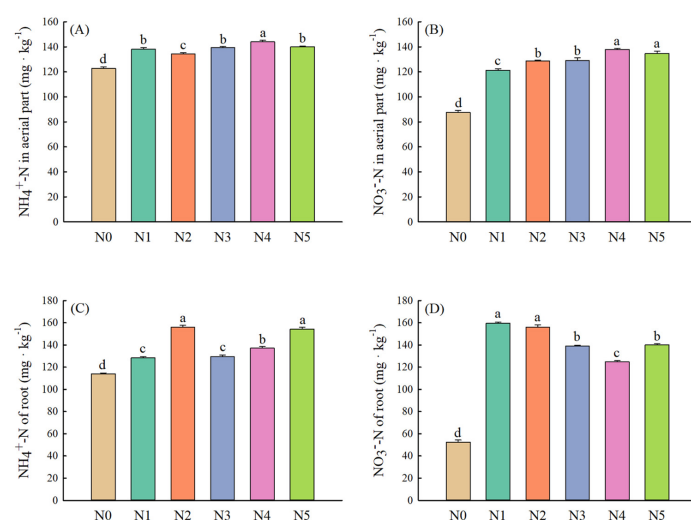 (A)
NH4+-N in aerial part (mg · kg-1)
160
140
120
100
80
60
40
20
0
d
b
c
b
a
b
N0 N1 N2 N3 N4 N5
(B)
NO3--N in aerial part (mg · kg-1)
160
140
120
100
80
60
40
20
0
d
c
b
b
a
a
N0 N1 N2 N3 N4 N5
(C)
NH4+-N of root (mg · kg-1)
180
160
140
120
100
80
60
40
20
0
d
c
a
c
b
a
N0 N1 N2 N3 N4 N5
(D)
NO3--N of root (mg · kg-1)
180
160
140
120
100
80
60
40
20
0
d
a
a
b
c
b
N0 N1 N2 N3 N4 N5